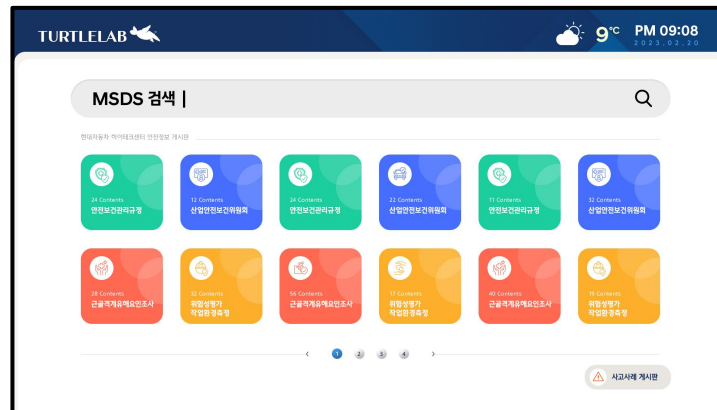 TURTLELAB
9°C
PM 09:08
2023.02.20
MSDS 검색 |
현대자동차 하이테크센터 안전정보 게시판
24 Contents
안전보건관리규정
12 Contents
산업안전보건위원회
24 Contents
안전보건관리규정
22 Contents
산업안전보건위원회
11 Contents
안전보건관리규정
32 Contents
산업안전보건위원회
28 Contents
근골격계유해요인조사
32 Contents
위험성평가
작업환경측정
56 Contents
근골격계유해요인조사
17 Contents
위험성평가
작업환경측정
40 Contents
근골격계유해요인조사
Contents
위험성평가
작업환경측정
< 1 2 3 4 >
사고사례 게시판